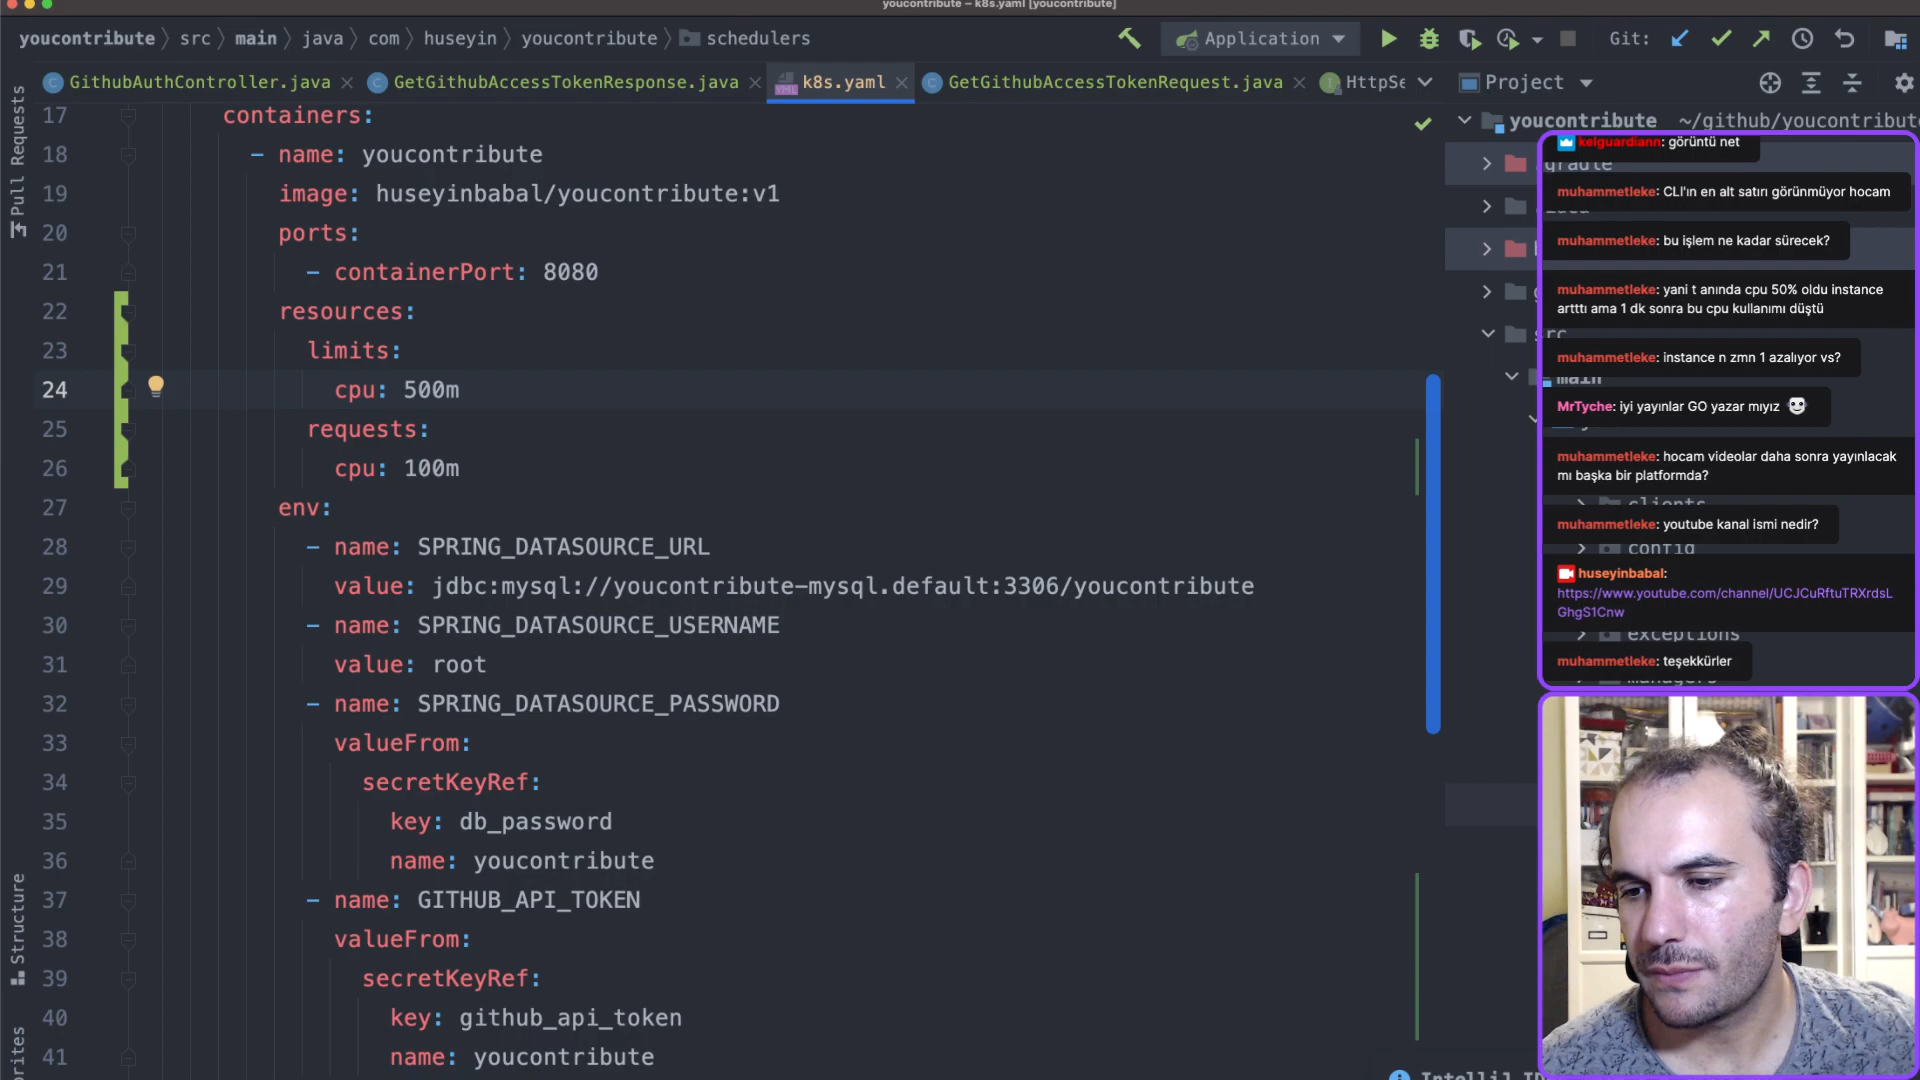 youcontribute – k8s.yaml [youcontribute]
youcontribute src main java com huseyin youcontribute schedulers
Application
Git:
GithubAuthController.java
GetGithubAccessTokenResponse.java
k8s.yaml
GetGithubAccessTokenRequest.java
HttpSe
Project
Pull Requests
Structure
17 containers:
18 - name: youcontribute
19 image: huseyinbabal/youcontribute:v1
20 ports:
21 - containerPort: 8080
22 resources:
23 limits:
24 cpu: 500m
25 requests:
26 cpu: 100m
27 env:
28 - name: SPRING_DATASOURCE_URL
29 value: jdbc:mysql://youcontribute-mysql.default:3306/youcontribute
30 - name: SPRING_DATASOURCE_USERNAME
31 value: root
32 - name: SPRING_DATASOURCE_PASSWORD
33 valueFrom:
34 secretKeyRef:
35 key: db_password
36 name: youcontribute
37 - name: GITHUB_API_TOKEN
38 valueFrom:
39 secretKeyRef:
40 key: github_api_token
41 name: youcontribute
youcontribute ~/github/youcontribute
kelguardiann: görüntü net
muhammetleke: CLI'ın en alt satırı görünmüyor hocam
muhammetleke: bu işlem ne kadar sürecek?
muhammetleke: yani t anında cpu 50% oldu instance
artttı ama 1 dk sonra bu cpu kullanımı düştü
src
muhammetleke: instance n zmn 1 azalıyor vs?
main
MrTyche: iyi yayınlar GO yazar mıyız
muhammetleke: hocam videolar daha sonra yayınlacak
mı başka bir platformda?
clients
muhammetleke: youtube kanal ismi nedir?
config
huseyinbabal:
https://www.youtube.com/channel/UCJCuRftuTRXrdsL
GhgS1Cnw
exceptions
muhammetleke: teşekkürler
managers